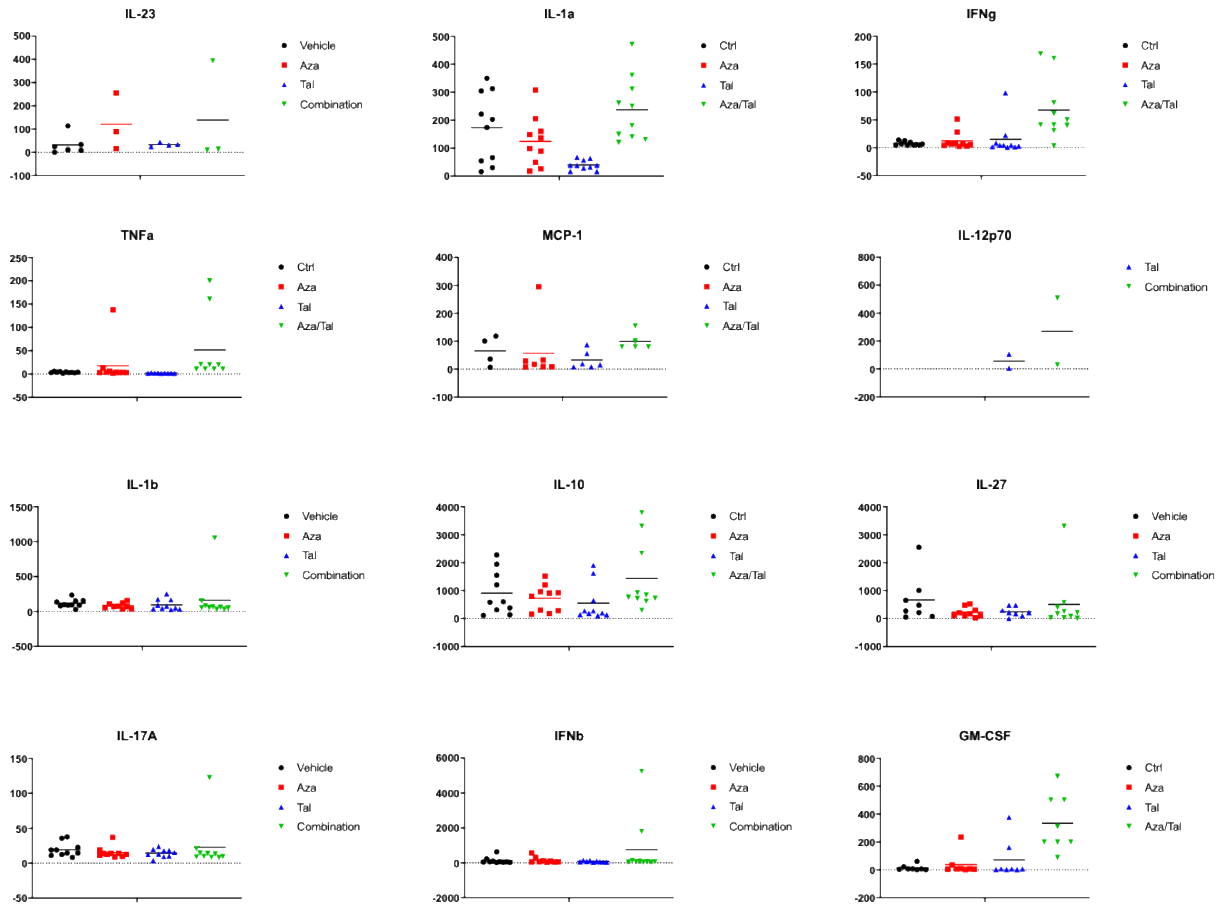 IL-23
500
400
300
200
100
0
-100
Vehicle
Aza
Tal
Combination
IL-1a
500
400
300
200
100
0
Ctrl
Aza
Tal
Aza/Tal
IFNg
200
150
100
50
0
-50
Ctrl
Aza
Tal
Aza/Tal
TNFa
250
200
150
100
50
0
-50
Ctrl
Aza
Tal
Aza/Tal
MCP-1
400
300
200
100
0
-100
Ctrl
Aza
Tal
Aza/Tal
IL-12p70
800
600
400
200
0
-200
Tal
Combination
IL-1b
1500
1000
500
0
-500
Vehicle
Aza
Tal
Combination
IL-10
4000
3000
2000
1000
0
-1000
Ctrl
Aza
Tal
Aza/Tal
IL-27
4000
3000
2000
1000
0
-1000
Vehicle
Aza
Tal
Combination
IL-17A
150
100
50
0
-50
Vehicle
Aza
Tal
Combination
IFNb
6000
4000
2000
0
-2000
Vehicle
Aza
Tal
Combination
GM-CSF
800
600
400
200
0
-200
Ctrl
Aza
Tal
Aza/Tal